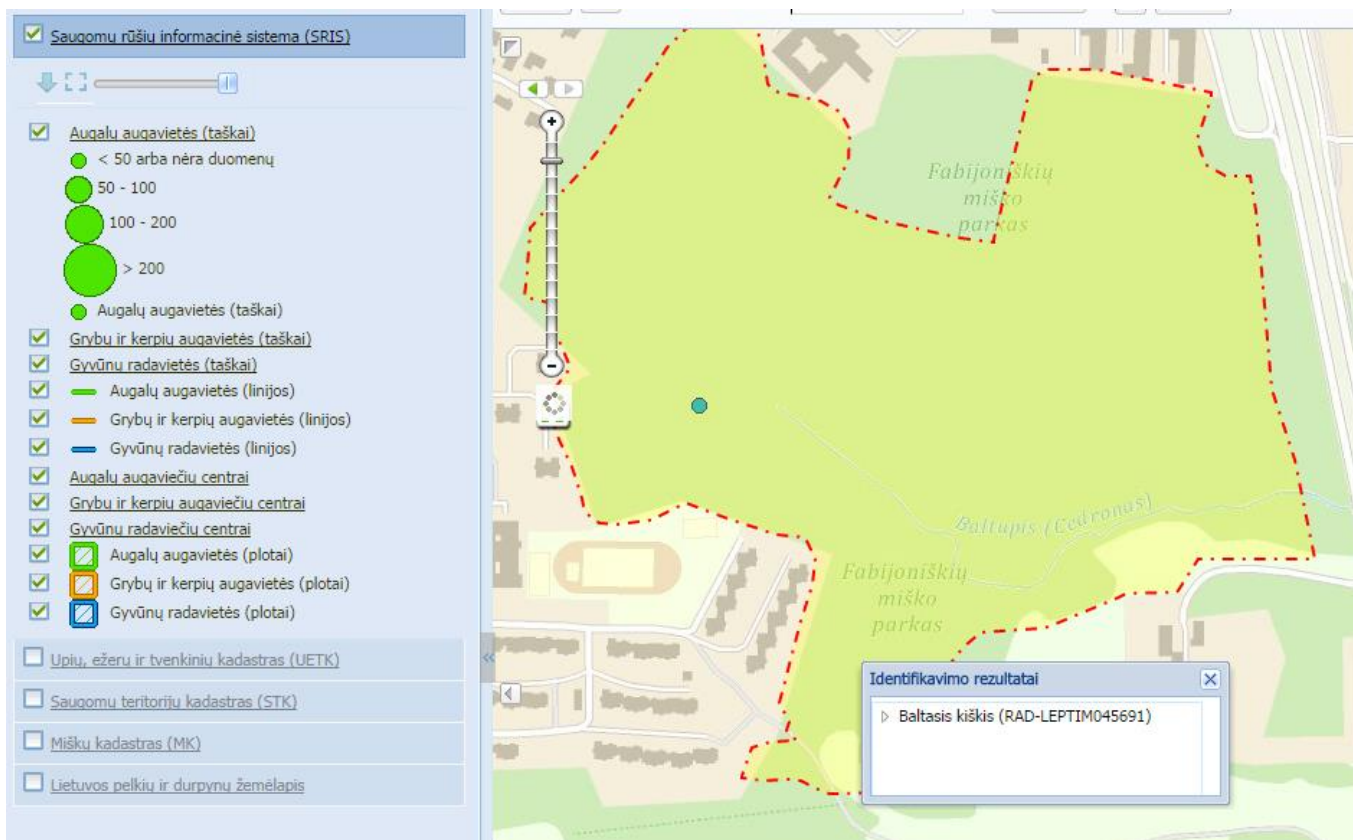 Saugomų rūšių informacinė sistema (SRIS)
Augalų augavietės (taškai)
< 50 arba nėra duomenų
50 - 100
100 - 200
> 200
Augalų augavietės (taškai)
Grybų ir kerpių augavietės (taškai)
Gyvūnų radavietės (taškai)
Augalų augavietės (linijos)
Grybų ir kerpių augavietės (linijos)
Gyvūnų radavietės (linijos)
Augalų augaviečių centrai
Grybų ir kerpių augaviečių centrai
Gyvūnų radaviečių centrai
Augalų augavietės (plotai)
Grybų ir kerpių augavietės (plotai)
Gyvūnų radavietės (plotai)
Upių, ežerų ir tvenkinių kadastras (UETK)
Saugomų teritorijų kadastras (STK)
Miškų kadastras (MK)
Lietuvos pelkių ir durpynų žemėlapis
Fabijoniškių
miško
parkas
Baltupis (Cedronas)
Fabijoniškių
miško
parkas
Identifikavimo rezultatai
Baltasis kiškis (RAD-LEPTIM045691)